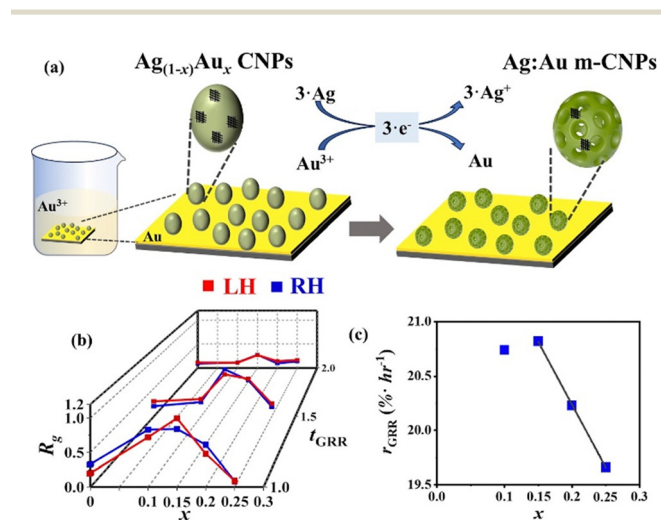 (a)
Ag(1-x)Aux CNPs
Ag:Au m-CNPs
3·Ag
3·Ag+
3·e-
Au3+
Au
Au3+
Au
LH RH
(b)
(c)
1.2
1.0
0.5
0.0
Rg
0 0.1 0.15 0.2 0.25 0.3
x
1.0
1.5
2.0
tGRR
21.0
20.5
20.0
19.5
rGRR (%· hr-1)
0.0 0.1 0.2 0.3
x